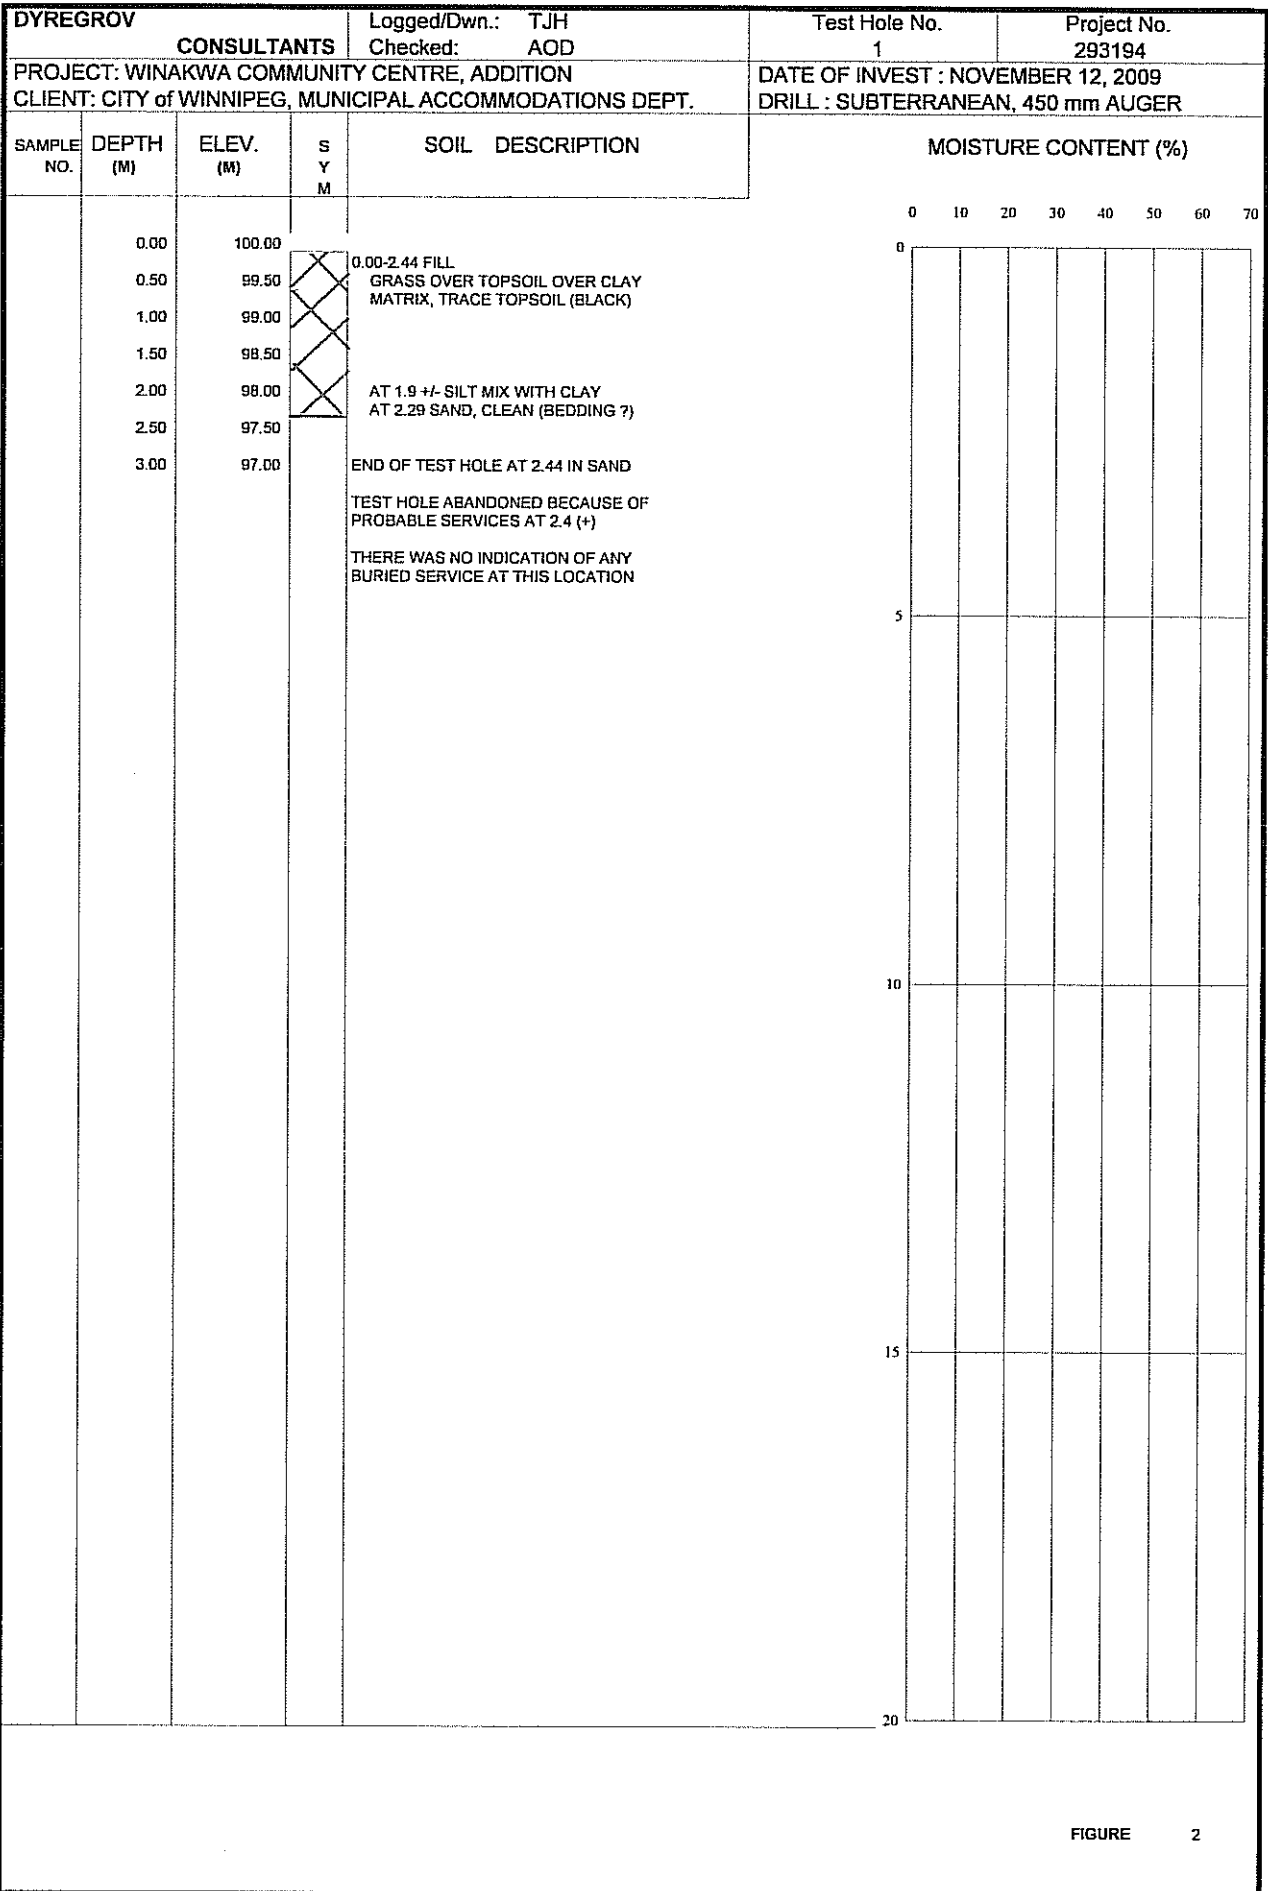 DYREGROV
CONSULTANTS
Logged/Dwn.: TJH
Checked: AOD
Test Hole No.
1
Project No.
293194
PROJECT: WINAKWA COMMUNITY CENTRE, ADDITION
CLIENT: CITY of WINNIPEG, MUNICIPAL ACCOMMODATIONS DEPT.
DATE OF INVEST : NOVEMBER 12, 2009
DRILL : SUBTERRANEAN, 450 mm AUGER
SAMPLE NO.
DEPTH (M)
ELEV. (M)
S
Y
M
SOIL DESCRIPTION
MOISTURE CONTENT (%)
0 10 20 30 40 50 60 70
0.00 100.00
0.50 99.50
1.00 99.00
1.50 98.50
2.00 98.00
2.50 97.50
3.00 97.00
0.00-2.44 FILL
GRASS OVER TOPSOIL OVER CLAY
MATRIX, TRACE TOPSOIL (BLACK)
AT 1.9 +/- SILT MIX WITH CLAY
AT 2.29 SAND, CLEAN (BEDDING ?)
END OF TEST HOLE AT 2.44 IN SAND
TEST HOLE ABANDONED BECAUSE OF
PROBABLE SERVICES AT 2.4 (+)
THERE WAS NO INDICATION OF ANY
BURIED SERVICE AT THIS LOCATION
0
5
10
15
20
FIGURE 2